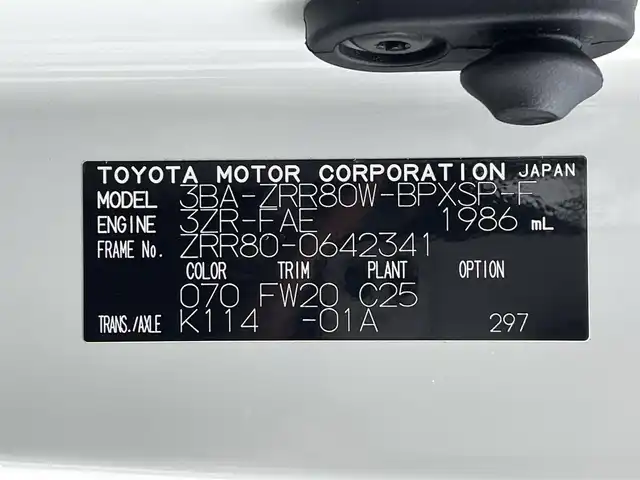 TOYOTA MOTOR CORPORATION JAPAN
MODEL 3BA-ZRR80W-BPXSP-F
ENGINE 3ZR-FAE 1986 mL
FRAME No. ZRR80-0642341
COLOR TRIM PLANT OPTION
070 FW20 C25
TRANS./AXLE K114 -01A 297